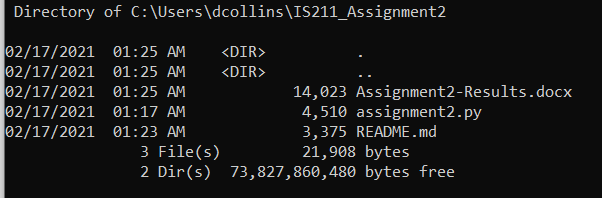 Directory of C:\Users\dcollins\IS211_Assignment2
02/17/2021  01:25 AM    <DIR>          .
02/17/2021  01:25 AM    <DIR>          ..
02/17/2021  01:25 AM            14,023 Assignment2-Results.docx
02/17/2021  01:17 AM             4,510 assignment2.py
02/17/2021  01:23 AM             3,375 README.md
               3 File(s)         21,908 bytes
               2 Dir(s)  73,827,860,480 bytes free